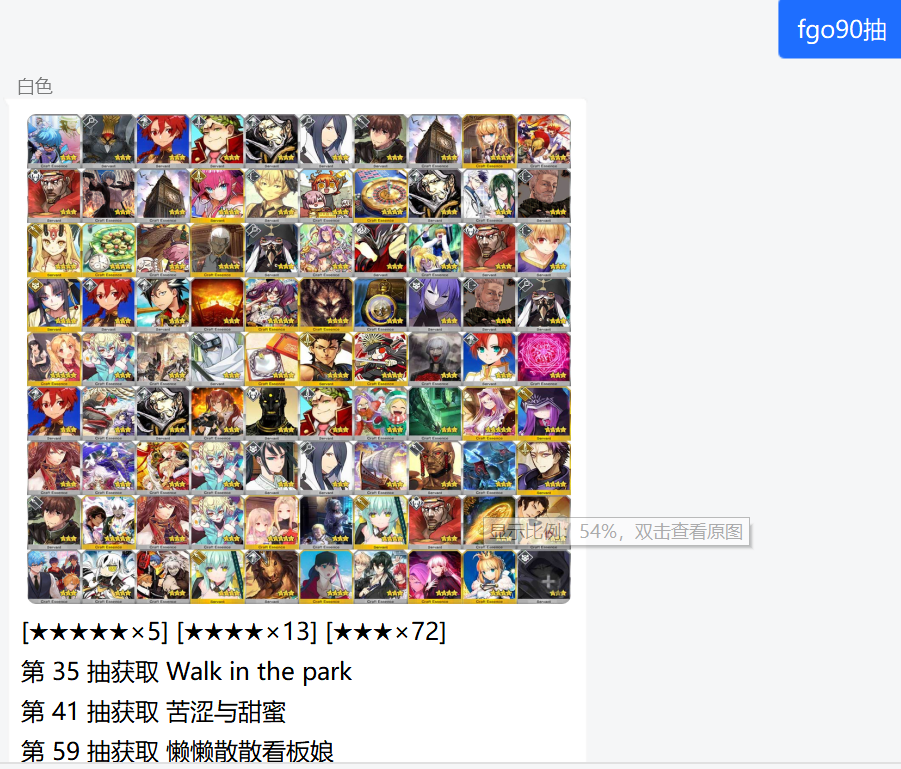 fgo90抽
白色
显示比例：54%，双击查看原图
[★★★★★×5] [★★★★×13] [★★★×72]
第 35 抽获取 Walk in the park
第 41 抽获取 苦涩与甜蜜
第 59 抽获取 懒懒散散看板娘